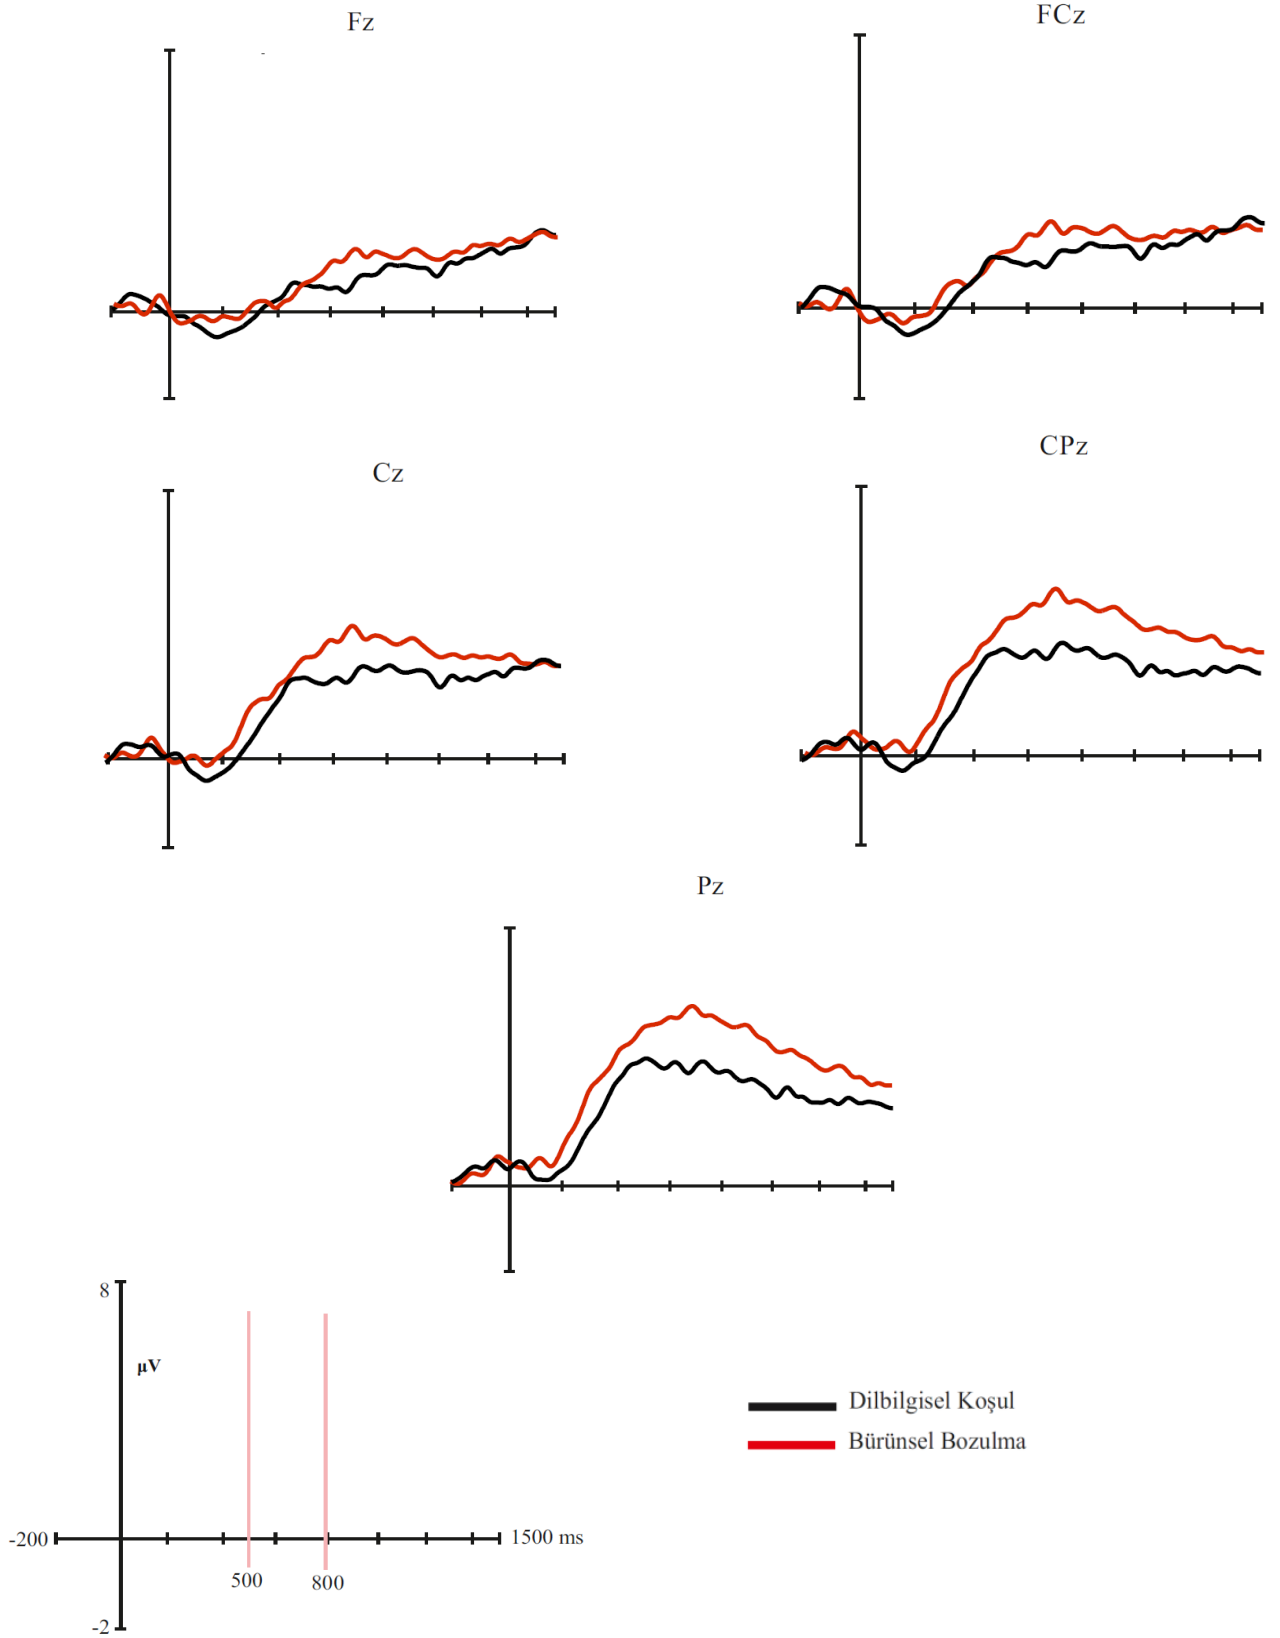 Fz
FCz
Cz
CPz
Pz
8
µV
-200
1500 ms
500
800
-2
Dilbilgisel Koşul
Bürünsel Bozulma